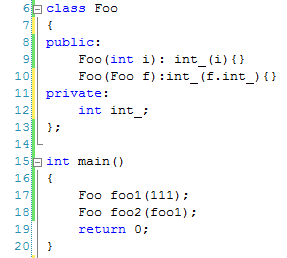 6 class Foo
7 {
8 public:
9     Foo(int i): int_(i){}
10     Foo(Foo f):int_(f.int_){}
11 private:
12     int int_;
13 };
14
15 int main()
16 {
17     Foo foo1(111);
18     Foo foo2(foo1);
19     return 0;
20 }